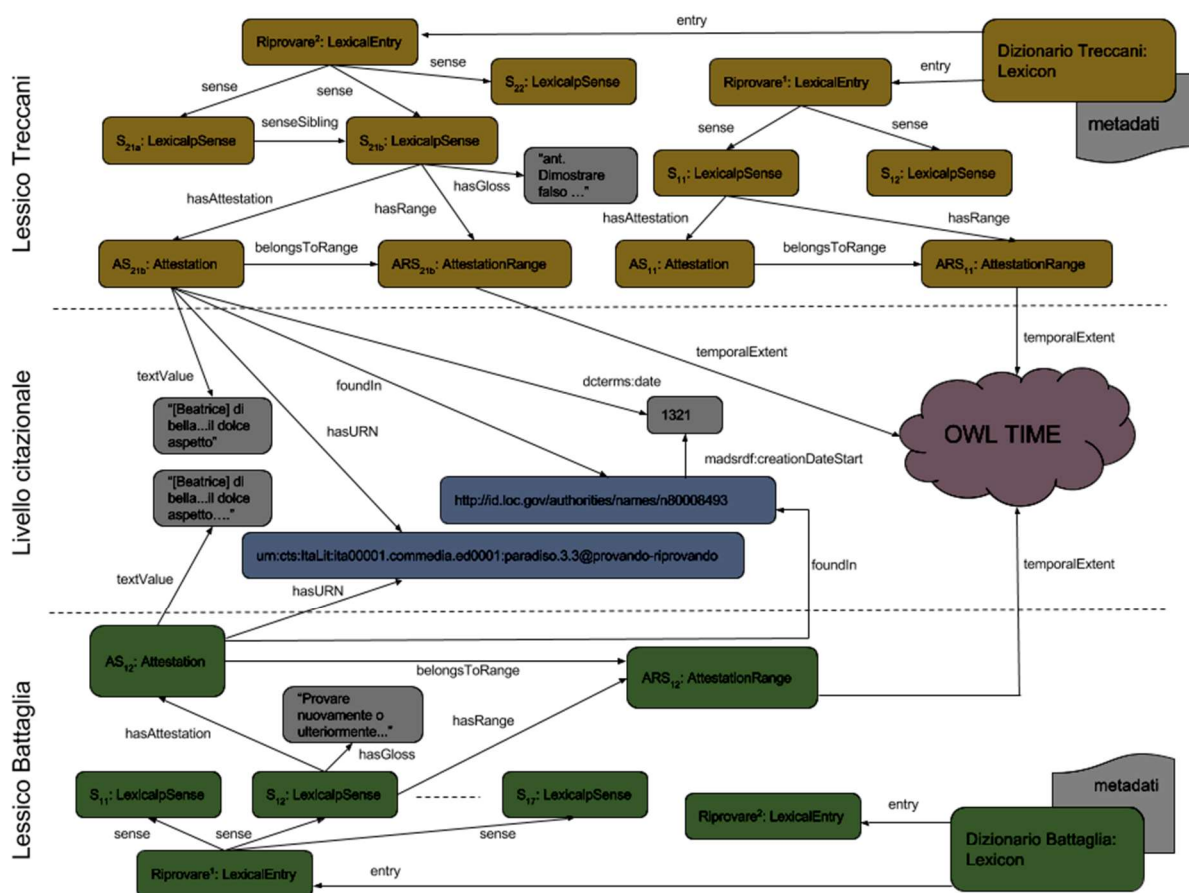 Lessico Treccani
entry
Riprovare²: LexicalEntry
Dizionario Treccani:
Lexicon
sense
entry
S₂₂: LexicalpSense
Riprovare¹: LexicalEntry
metadati
sense
sense
S₂₁ₐ: LexicalpSense
senseSibling
S₂₁b: LexicalpSense
sense
sense
"ant.
Dimostrare
falso ..."
hasGloss
S₁₁: LexicalpSense
S₁₂: LexicalpSense
hasAttestation
hasRange
hasAttestation
hasRange
AS₂₁b: Attestation
belongsToRange
ARS₂₁b: AttestationRange
AS₁₁: Attestation
belongsToRange
ARS₁₁: AttestationRange
Livello citazionale
temporalExtent
temporalExtent
textValue
foundIn
dcterms:date
"[Beatrice] di
bella...il dolce
aspetto"
1321
OWL TIME
hasURN
madsrdf:creationDateStart
"[Beatrice] di
bella...il dolce
aspetto...."
http://id.loc.gov/authorities/names/n80008493
urn:cts:ItaLit:ita00001.commedia.ed0001:paradiso.3.3@provando-riprovando
textValue
hasURN
foundIn
temporalExtent
Lessico Battaglia
AS₁₂: Attestation
belongsToRange
ARS₁₂: AttestationRange
"Provare
nuovamente o
ulteriormente..."
hasAttestation
hasGloss
hasRange
S₁₁: LexicalpSense
S₁₂: LexicalpSense
S₁₇: LexicalpSense
metadati
sense
sense
sense
Riprovare²: LexicalEntry
entry
Dizionario Battaglia:
Lexicon
Riprovare¹: LexicalEntry
entry